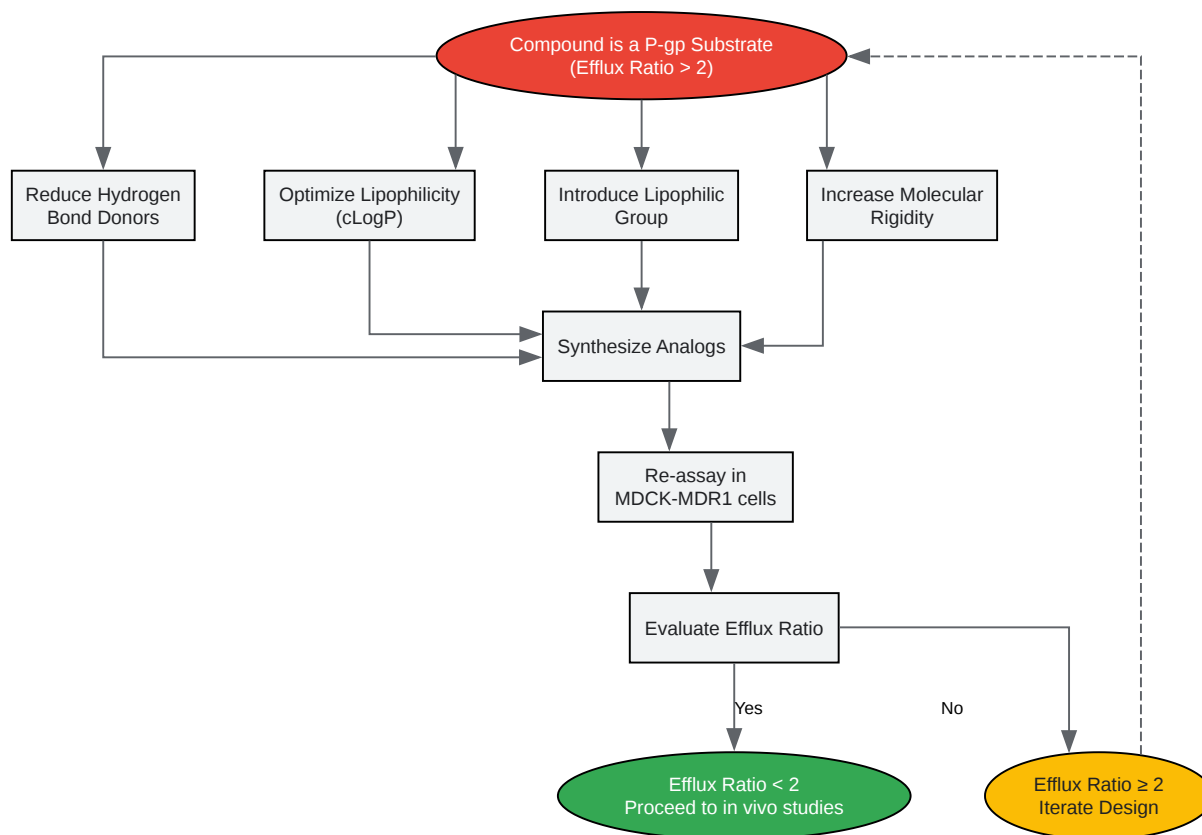 Compound is a P-gp Substrate
(Efflux Ratio > 2)
Reduce Hydrogen
Bond Donors
Optimize Lipophilicity
(cLogP)
Introduce Lipophilic
Group
Increase Molecular
Rigidity
Synthesize Analogs
Re-assay in
MDCK-MDR1 cells
Evaluate Efflux Ratio
Yes
No
Efflux Ratio < 2
Proceed to in vivo studies
Efflux Ratio ≥ 2
Iterate Design